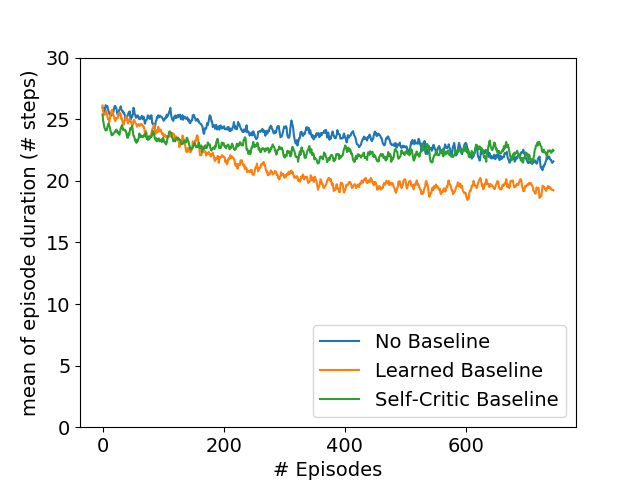 mean of episode duration (# steps)
30
25
20
15
10
5
0
0 200 400 600
# Episodes
No Baseline
Learned Baseline
Self-Critic Baseline